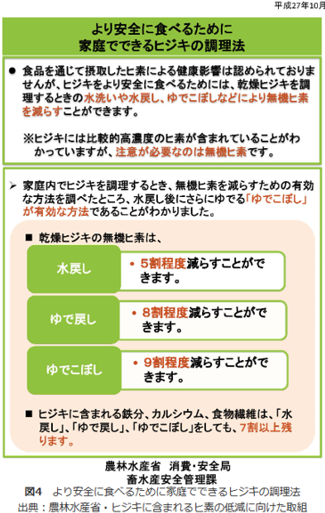 平成27年10月
より安全に食べるために
家庭でできるヒジキの調理法
● 食品を通じて摂取したヒ素による健康影響は認められておりま
せんが、ヒジキをより安全に食べるためには、乾燥ヒジキを調
理するときの水洗いや水戻し、ゆでこぼしなどにより無機ヒ素
を減らすことができます。
※ヒジキには比較的高濃度のヒ素が含まれていることがわ
かっていますが、注意が必要なのは無機ヒ素です。
➢ 家庭内でヒジキを調理するとき、無機ヒ素を減らすための有効
な方法を調べたところ、水戻し後にさらにゆでる「ゆでこぼし」
が有効な方法であることがわかりました。
■ 乾燥ヒジキの無機ヒ素は、
水戻し
• 5割程度減らすことがで
きます。
ゆで戻し
• 8割程度減らすことがで
きます。
ゆでこぼし
• 9割程度減らすことがで
きます。
■ ヒジキに含まれる鉄分、カルシウム、食物繊維は、「水
戻し」、「ゆで戻し」、「ゆでこぼし」をしても、7割以上残
ります。
農林水産省 消費・安全局
畜水産安全管理課
図4 より安全に食べるために家庭でできるヒジキの調理法
出典：農林水産省・ヒジキに含まれるヒ素の低減に向けた取組